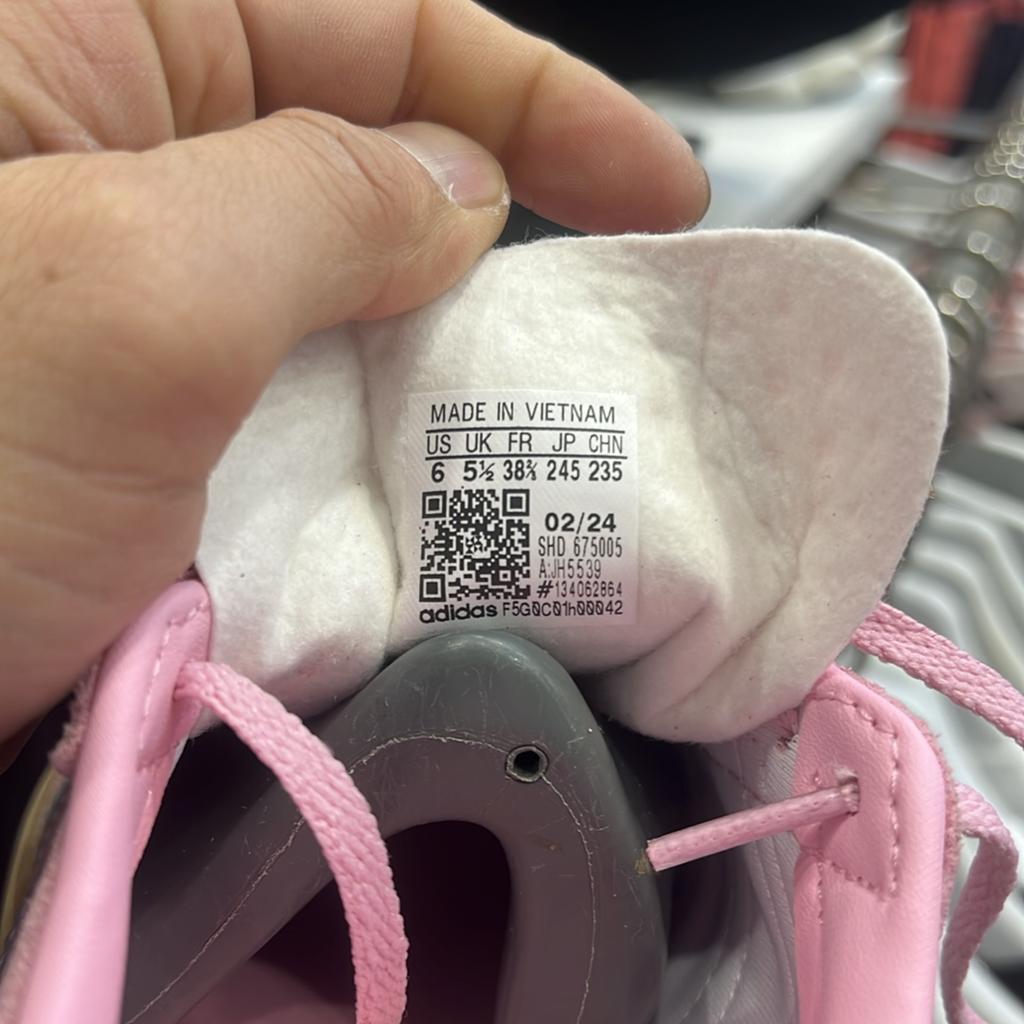 MADE IN VIETNAM
US UK FR JP CHN
6 5½ 38⅔ 245 235
02/24
SHD 675005
A:JH5539
#134062864
adidas F5G0C01h00042